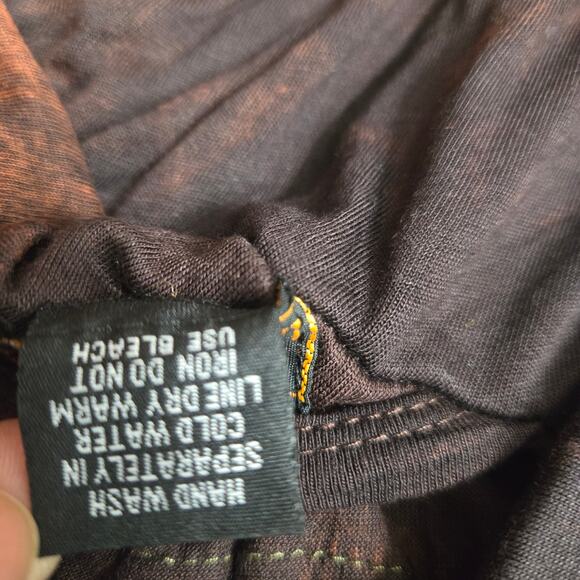 HAND WASH
SEPARATELY IN
COLD WATER
LINE DRY WARM
IRON DO NOT
USE BLEACH